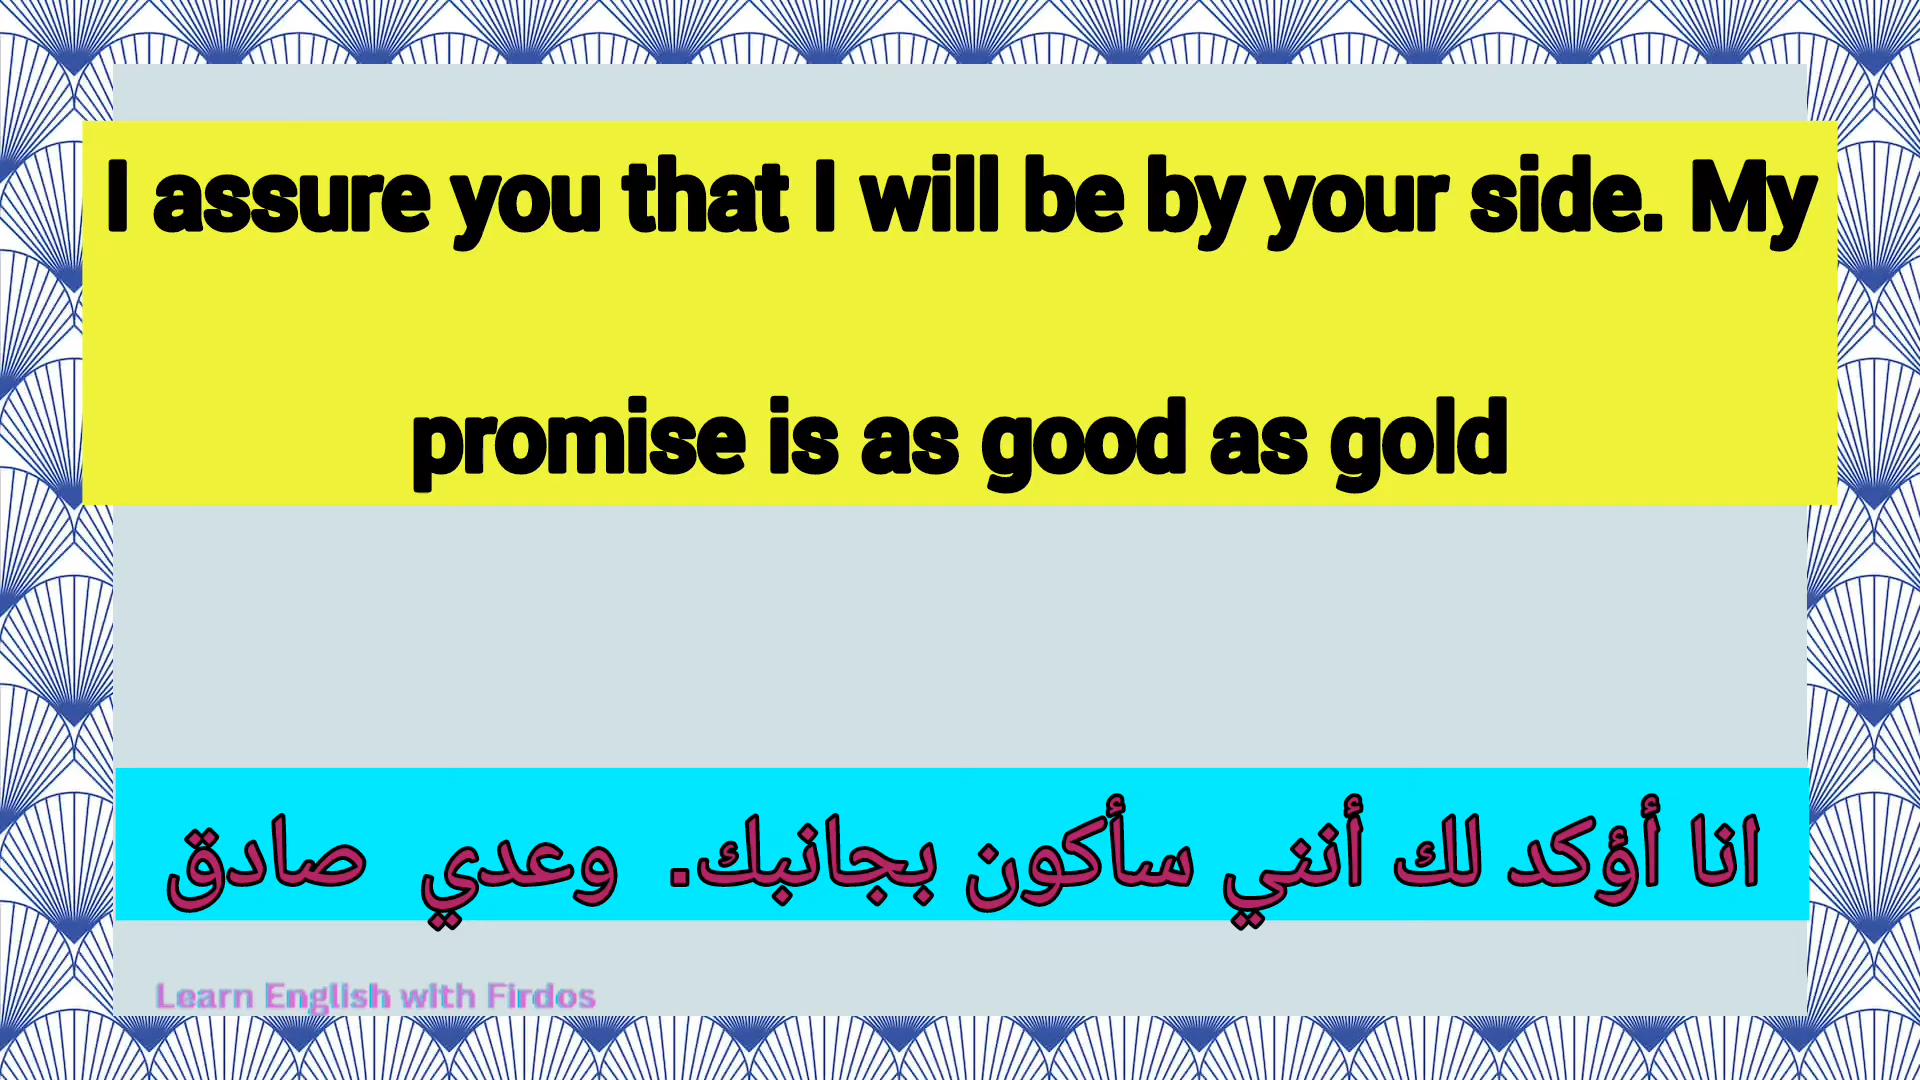 I assure you that I will be by your side. My
promise is as good as gold
انا أؤكد لك أنني سأكون بجانبك. وعدي صادق
Learn English with Firdos